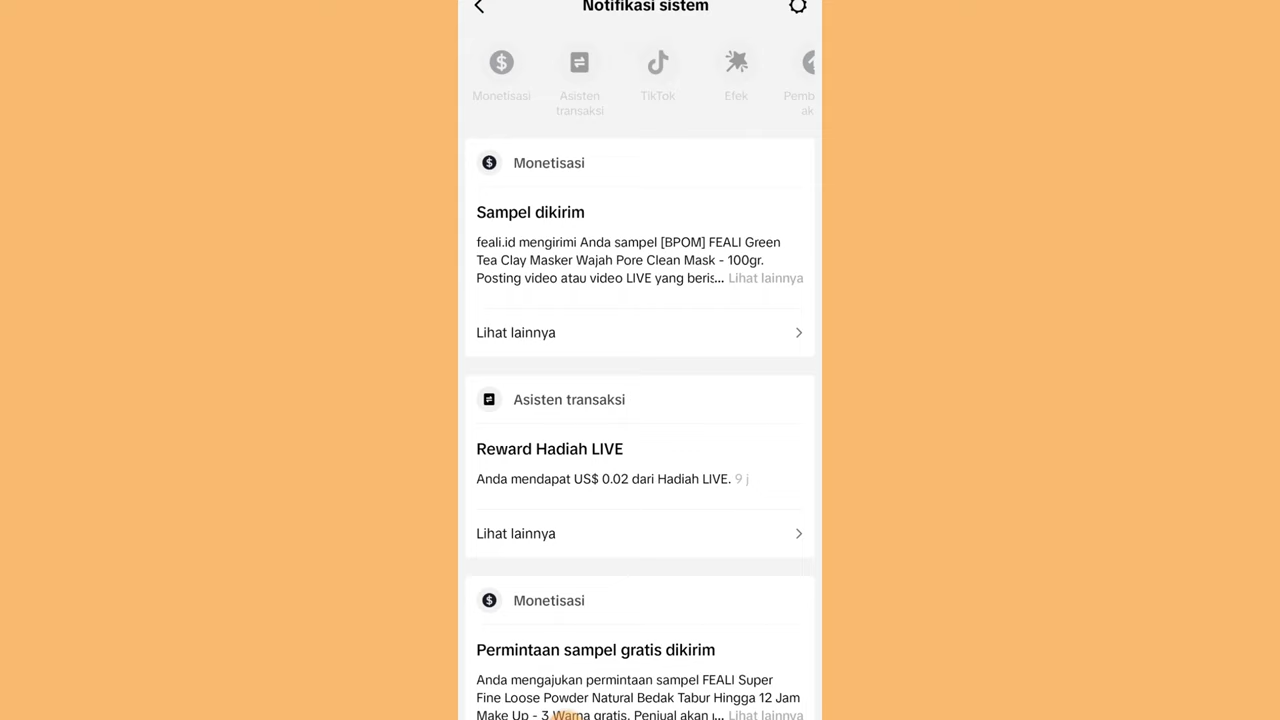 Notifikasi sistem
Monetisasi
Asisten
transaksi
TikTok
Efek
Pemb
ak
Monetisasi
Sampel dikirim
feali.id mengirimi Anda sampel [BPOM] FEALI Green
Tea Clay Masker Wajah Pore Clean Mask - 100gr.
Posting video atau video LIVE yang beris... Lihat lainnya
Lihat lainnya
Asisten transaksi
Reward Hadiah LIVE
Anda mendapat US$ 0.02 dari Hadiah LIVE. 9 j
Lihat lainnya
Monetisasi
Permintaan sampel gratis dikirim
Anda mengajukan permintaan sampel FEALI Super
Fine Loose Powder Natural Bedak Tabur Hingga 12 Jam
Make Up - 3 Warna gratis. Penjual akan ... Lihat lainnya